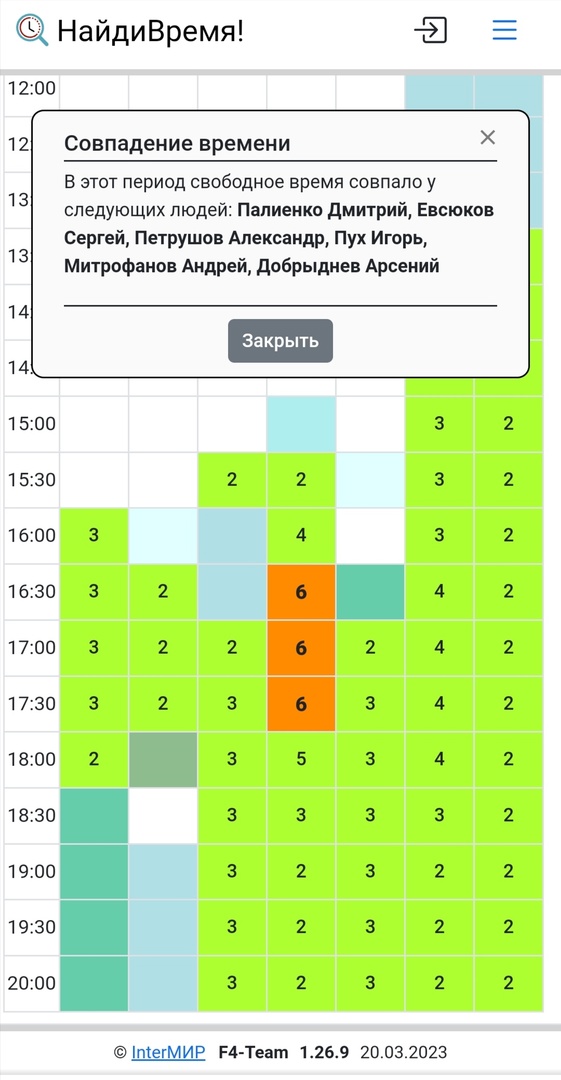 НайдиВремя!
12:00
12:
Совпадение времени ×
В этот период свободное время совпало у
следующих людей: Палиенко Дмитрий, Евсюков
Сергей, Петрушов Александр, Пух Игорь,
Митрофанов Андрей, Добрыднев Арсений
Закрыть
13:
13:
14:
14:
15:00 3 2
15:30 2 2 3 2
16:00 3 4 3 2
16:30 3 2 6 4 2
17:00 3 2 2 6 2 4 2
17:30 3 2 3 6 3 4 2
18:00 2 3 5 3 4 2
18:30 3 3 3 3 2
19:00 3 2 3 2 2
19:30 3 2 3 2 2
20:00 3 2 3 2 2
© InterМИР F4-Team 1.26.9 20.03.2023